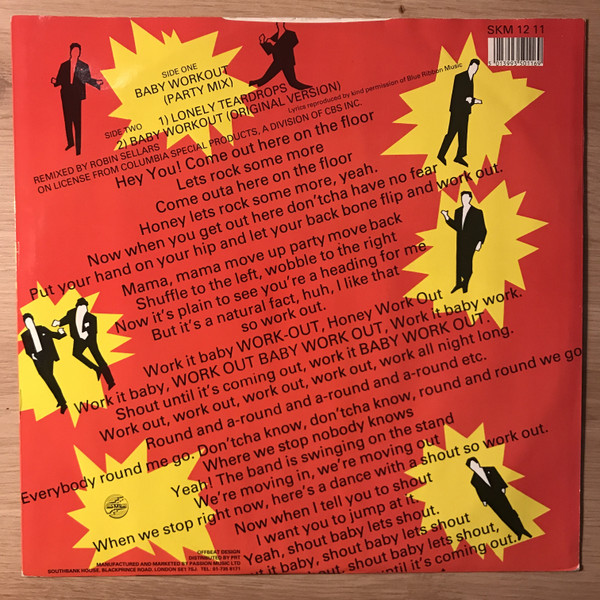 SKM 12 11
SIDE ONE
BABY WORKOUT
(PARTY MIX)
SIDE TWO
1) LONELY TEARDROPS
2) BABY WORKOUT (ORIGINAL VERSION)
Lyrics reproduced by kind permission of Blue Ribbon Music
REMIXED BY ROBIN SELLARS
ON LICENSE FROM COLUMBIA SPECIAL PRODUCTS, A DIVISION OF CBS INC.
Hey You! Come out here on the floor
Lets rock some more
Come outa here on the floor
Honey lets rock some more, yeah.
Now when you get out here don'tcha have no fear
Put your hand on your hip and let your back bone flip and work out.
Mama, mama move up party move back
Shuffle to the left, wobble to the right
Now it's plain to see you're a heading for me
But it's a natural fact, huh, I like that
so work out.
Work it baby WORK-OUT, Honey Work Out
Work it baby, WORK OUT BABY WORK OUT, Work it baby work.
Shout until it's coming out, work it BABY WORK OUT.
Work out, work out, work out, work out, work all night long.
Round and a-round and a-round and a-round etc.
Everybody round me go. Don'tcha know, don'tcha know, round and round we go
Where we stop nobody knows
Yeah! The band is swinging on the stand
We're moving in, we're moving out
When we stop right now, here's a dance with a shout so work out.
Now when I tell you to shout
I want you to jump at it.
Yeah, shout baby lets shout.
it baby, shout baby lets shout
shout baby lets shout,
until it's coming out.
OFFBEAT DESIGN
DISTRIBUTED BY PRT
MANUFACTURED AND MARKETED BY PASSION MUSIC LTD
SOUTHBANK HOUSE, BLACKPRINCE ROAD, LONDON SE1 7SJ. TEL: 01-735 8171